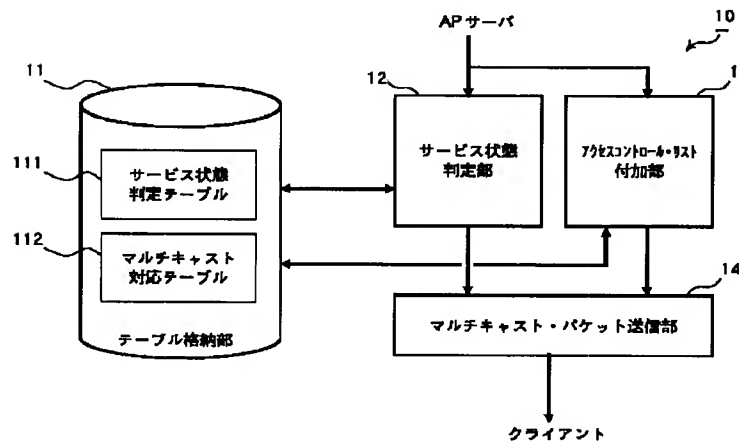 APサーバ
10
11
12
1
サービス状態
判定部
アクセスコントロール・リスト
付加部
111
サービス状態
判定テーブル
112
マルチキャスト
対応テーブル
テーブル格納部
14
マルチキャスト・パケット送信部
クライアント